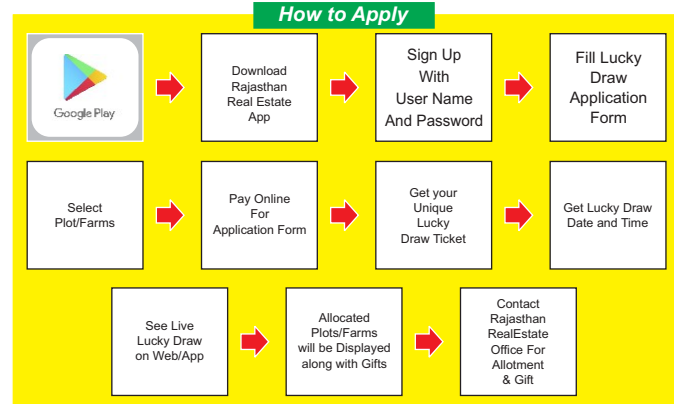 How to Apply
Google Play
Download
Rajasthan
Real Estate
App
Sign Up
With
User Name
And Password
Fill Lucky
Draw
Application
Form
Select
Plot/Farms
Pay Online
For
Application Form
Get your
Unique
Lucky
Draw Ticket
Get Lucky Draw
Date and Time
See Live
Lucky Draw
on Web/App
Allocated
Plots/Farms
will be Displayed
along with Gifts
Contact
Rajasthan
RealEstate
Office For
Allotment
& Gift